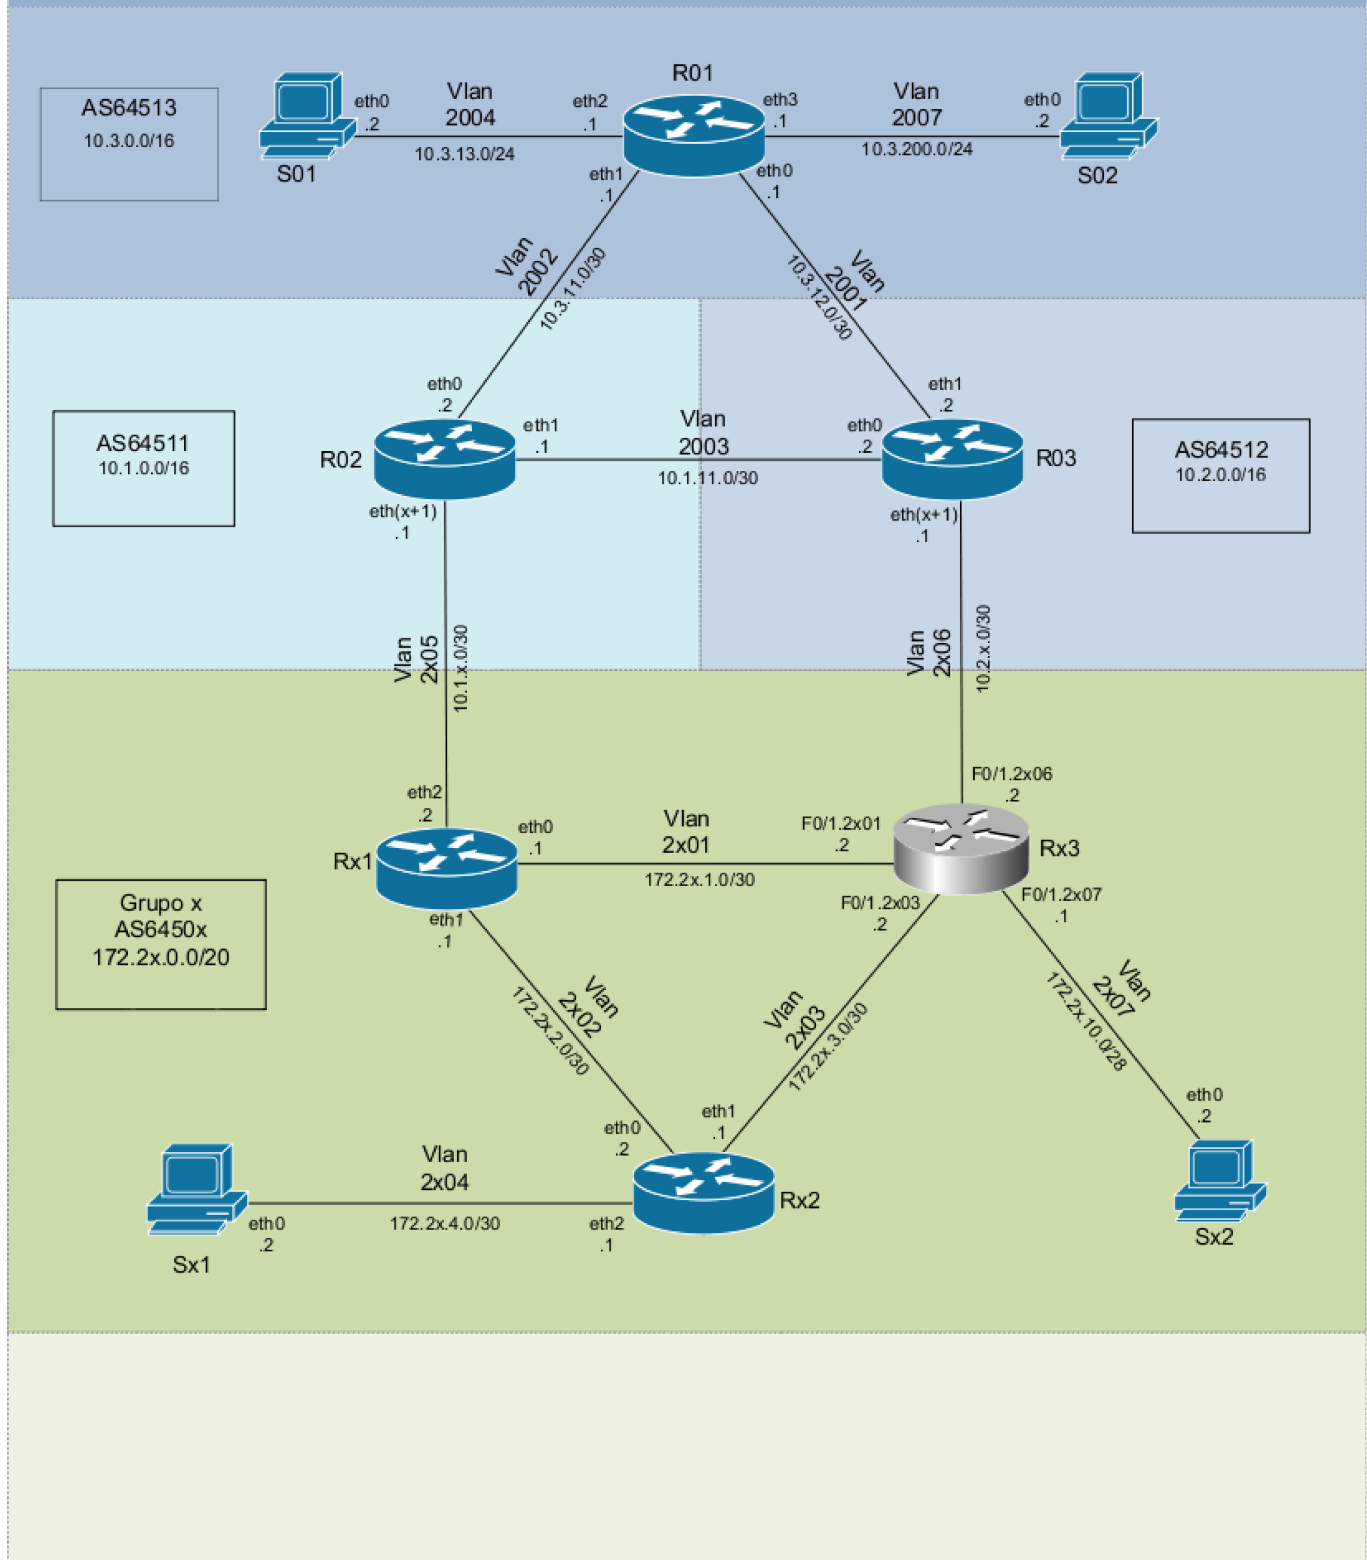 R01
AS64513
10.3.0.0/16
eth0
.2
Vlan
2004
10.3.13.0/24
eth2
.1
eth3
.1
Vlan
2007
10.3.200.0/24
eth0
.2
S01
S02
eth1
.1
eth0
.1
Vlan
2002
10.3.11.0/30
Vlan
2001
10.3.12.0/30
eth0
.2
eth1
.2
AS64511
10.1.0.0/16
R02
eth1
.1
Vlan
2003
10.1.11.0/30
eth0
.2
R03
AS64512
10.2.0.0/16
eth(x+1)
.1
eth(x+1)
.1
Vlan
2x05
10.1.x.0/30
Vlan
2x06
10.2.x.0/30
eth2
.2
F0/1.2x06
.2
Rx1
eth0
.1
Vlan
2x01
172.2x.1.0/30
F0/1.2x01
.2
Rx3
eth1
.1
F0/1.2x03
.2
F0/1.2x07
.1
Grupo x
AS6450x
172.2x.0.0/20
Vlan
2x02
172.2x.2.0/30
Vlan
2x03
172.2x.3.0/30
Vlan
2x07
172.2x.10.0/28
eth0
.2
eth1
.1
eth0
.2
Vlan
2x04
172.2x.4.0/30
eth0
.2
eth2
.1
Rx2
Sx1
Sx2